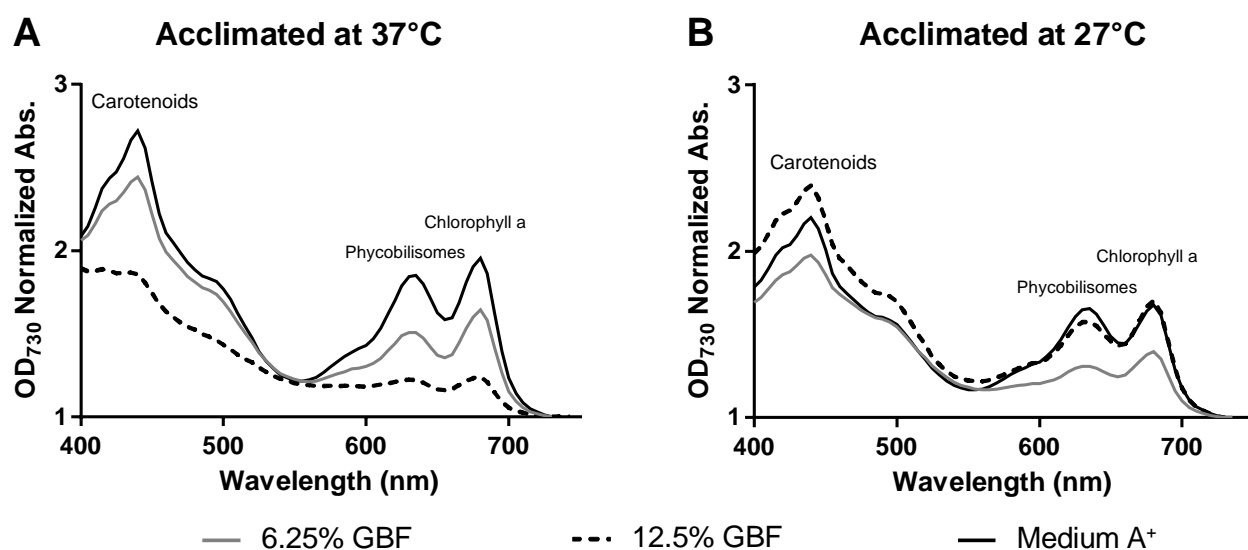 A Acclimated at 37°C
OD730 Normalized Abs.
3
2
1
Carotenoids
Chlorophyll a
Phycobilisomes
400 500 600 700
Wavelength (nm)
B Acclimated at 27°C
OD730 Normalized Abs.
3
2
1
Carotenoids
Chlorophyll a
Phycobilisomes
400 500 600 700
Wavelength (nm)
6.25% GBF 12.5% GBF Medium A+